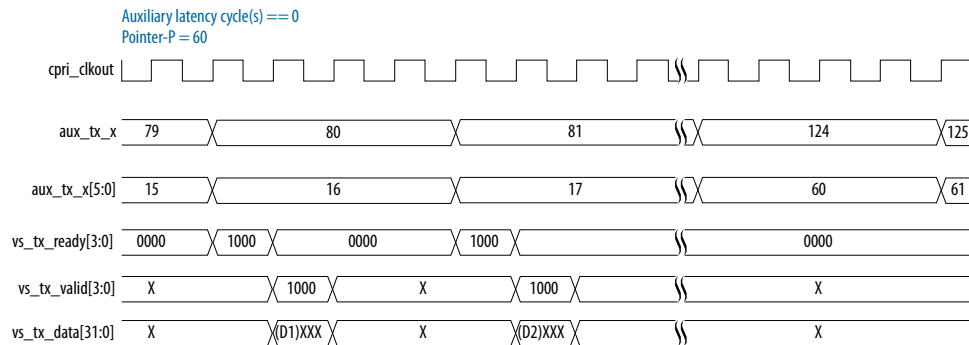 Auxiliary latency cycle(s) == 0
Pointer-P = 60
cpri_clkout
aux_tx_x 79 80 81 124 125
aux_tx_x[5:0] 15 16 17 60 61
vs_tx_ready[3:0] 0000 1000 0000 1000 0000
vs_tx_valid[3:0] X 1000 X 1000 X
vs_tx_data[31:0] X (D1)XXX X (D2)XXX X